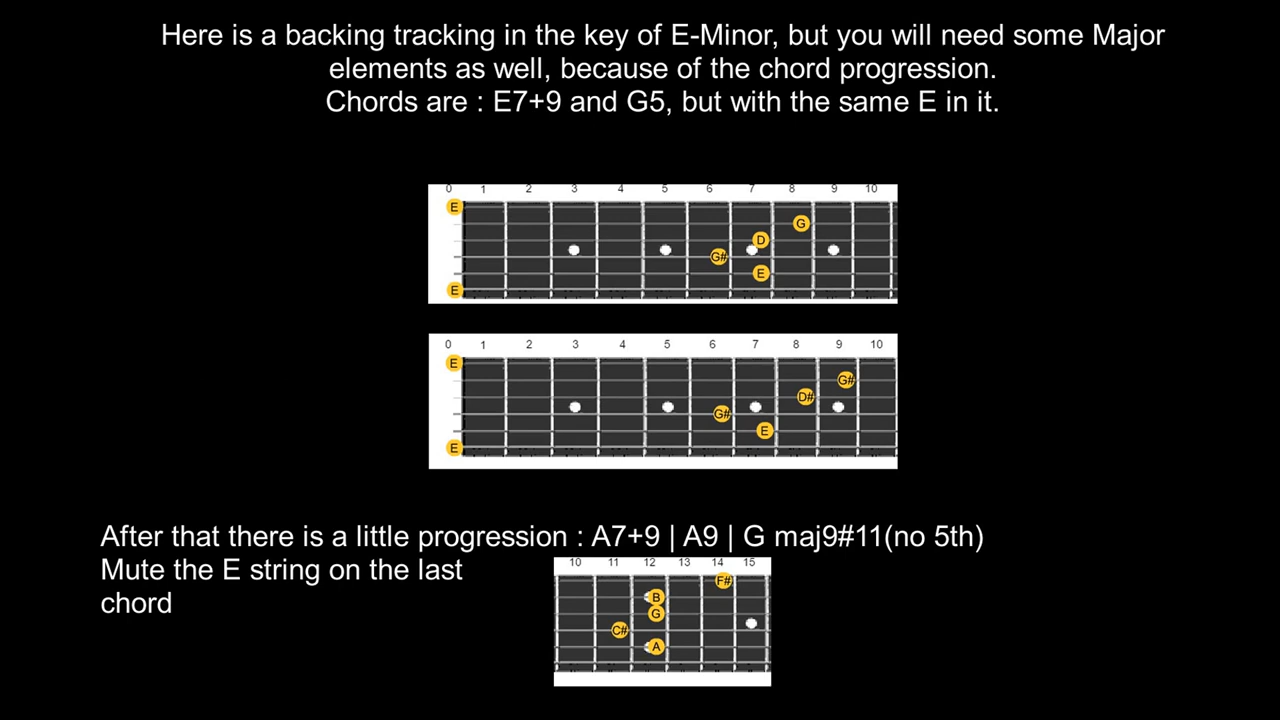 Here is a backing tracking in the key of E-Minor, but you will need some Major
elements as well, because of the chord progression.
Chords are : E7+9 and G5, but with the same E in it.
0 1 2 3 4 5 6 7 8 9 10
E
G
D
G#
E
E
0 1 2 3 4 5 6 7 8 9 10
E
G#
D#
G#
E
E
After that there is a little progression : A7+9 | A9 | G maj9#11(no 5th)
Mute the E string on the last
chord
10 11 12 13 14 15
F#
B
G
C#
A